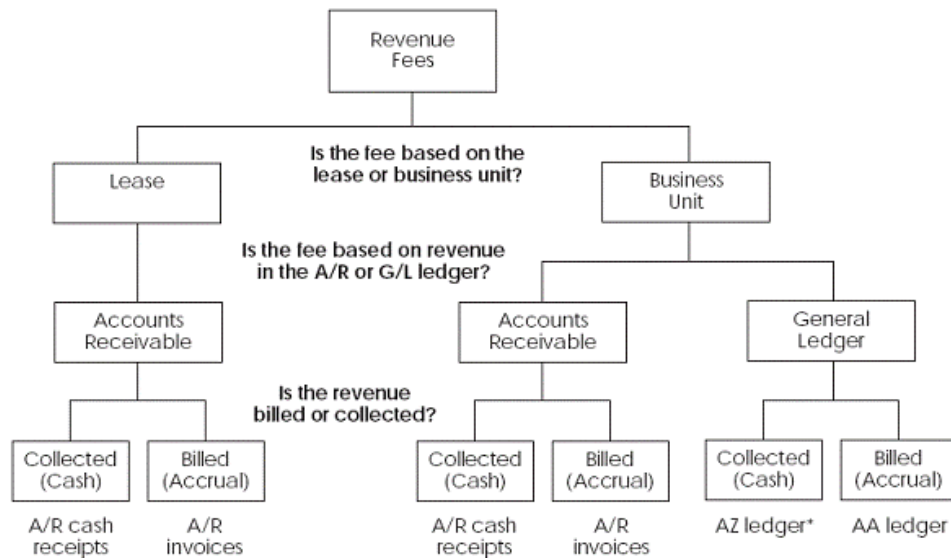 Revenue
Fees
Is the fee based on the
lease or business unit?
Lease
Business
Unit
Is the fee based on revenue
in the A/R or G/L ledger?
Accounts
Receivable
Accounts
Receivable
General
Ledger
Is the revenue
billed or collected?
Collected
(Cash)
Billed
(Accrual)
Collected
(Cash)
Billed
(Accrual)
Collected
(Cash)
Billed
(Accrual)
A/R cash
receipts
A/R
invoices
A/R cash
receipts
A/R
invoices
AZ ledger*
AA ledger